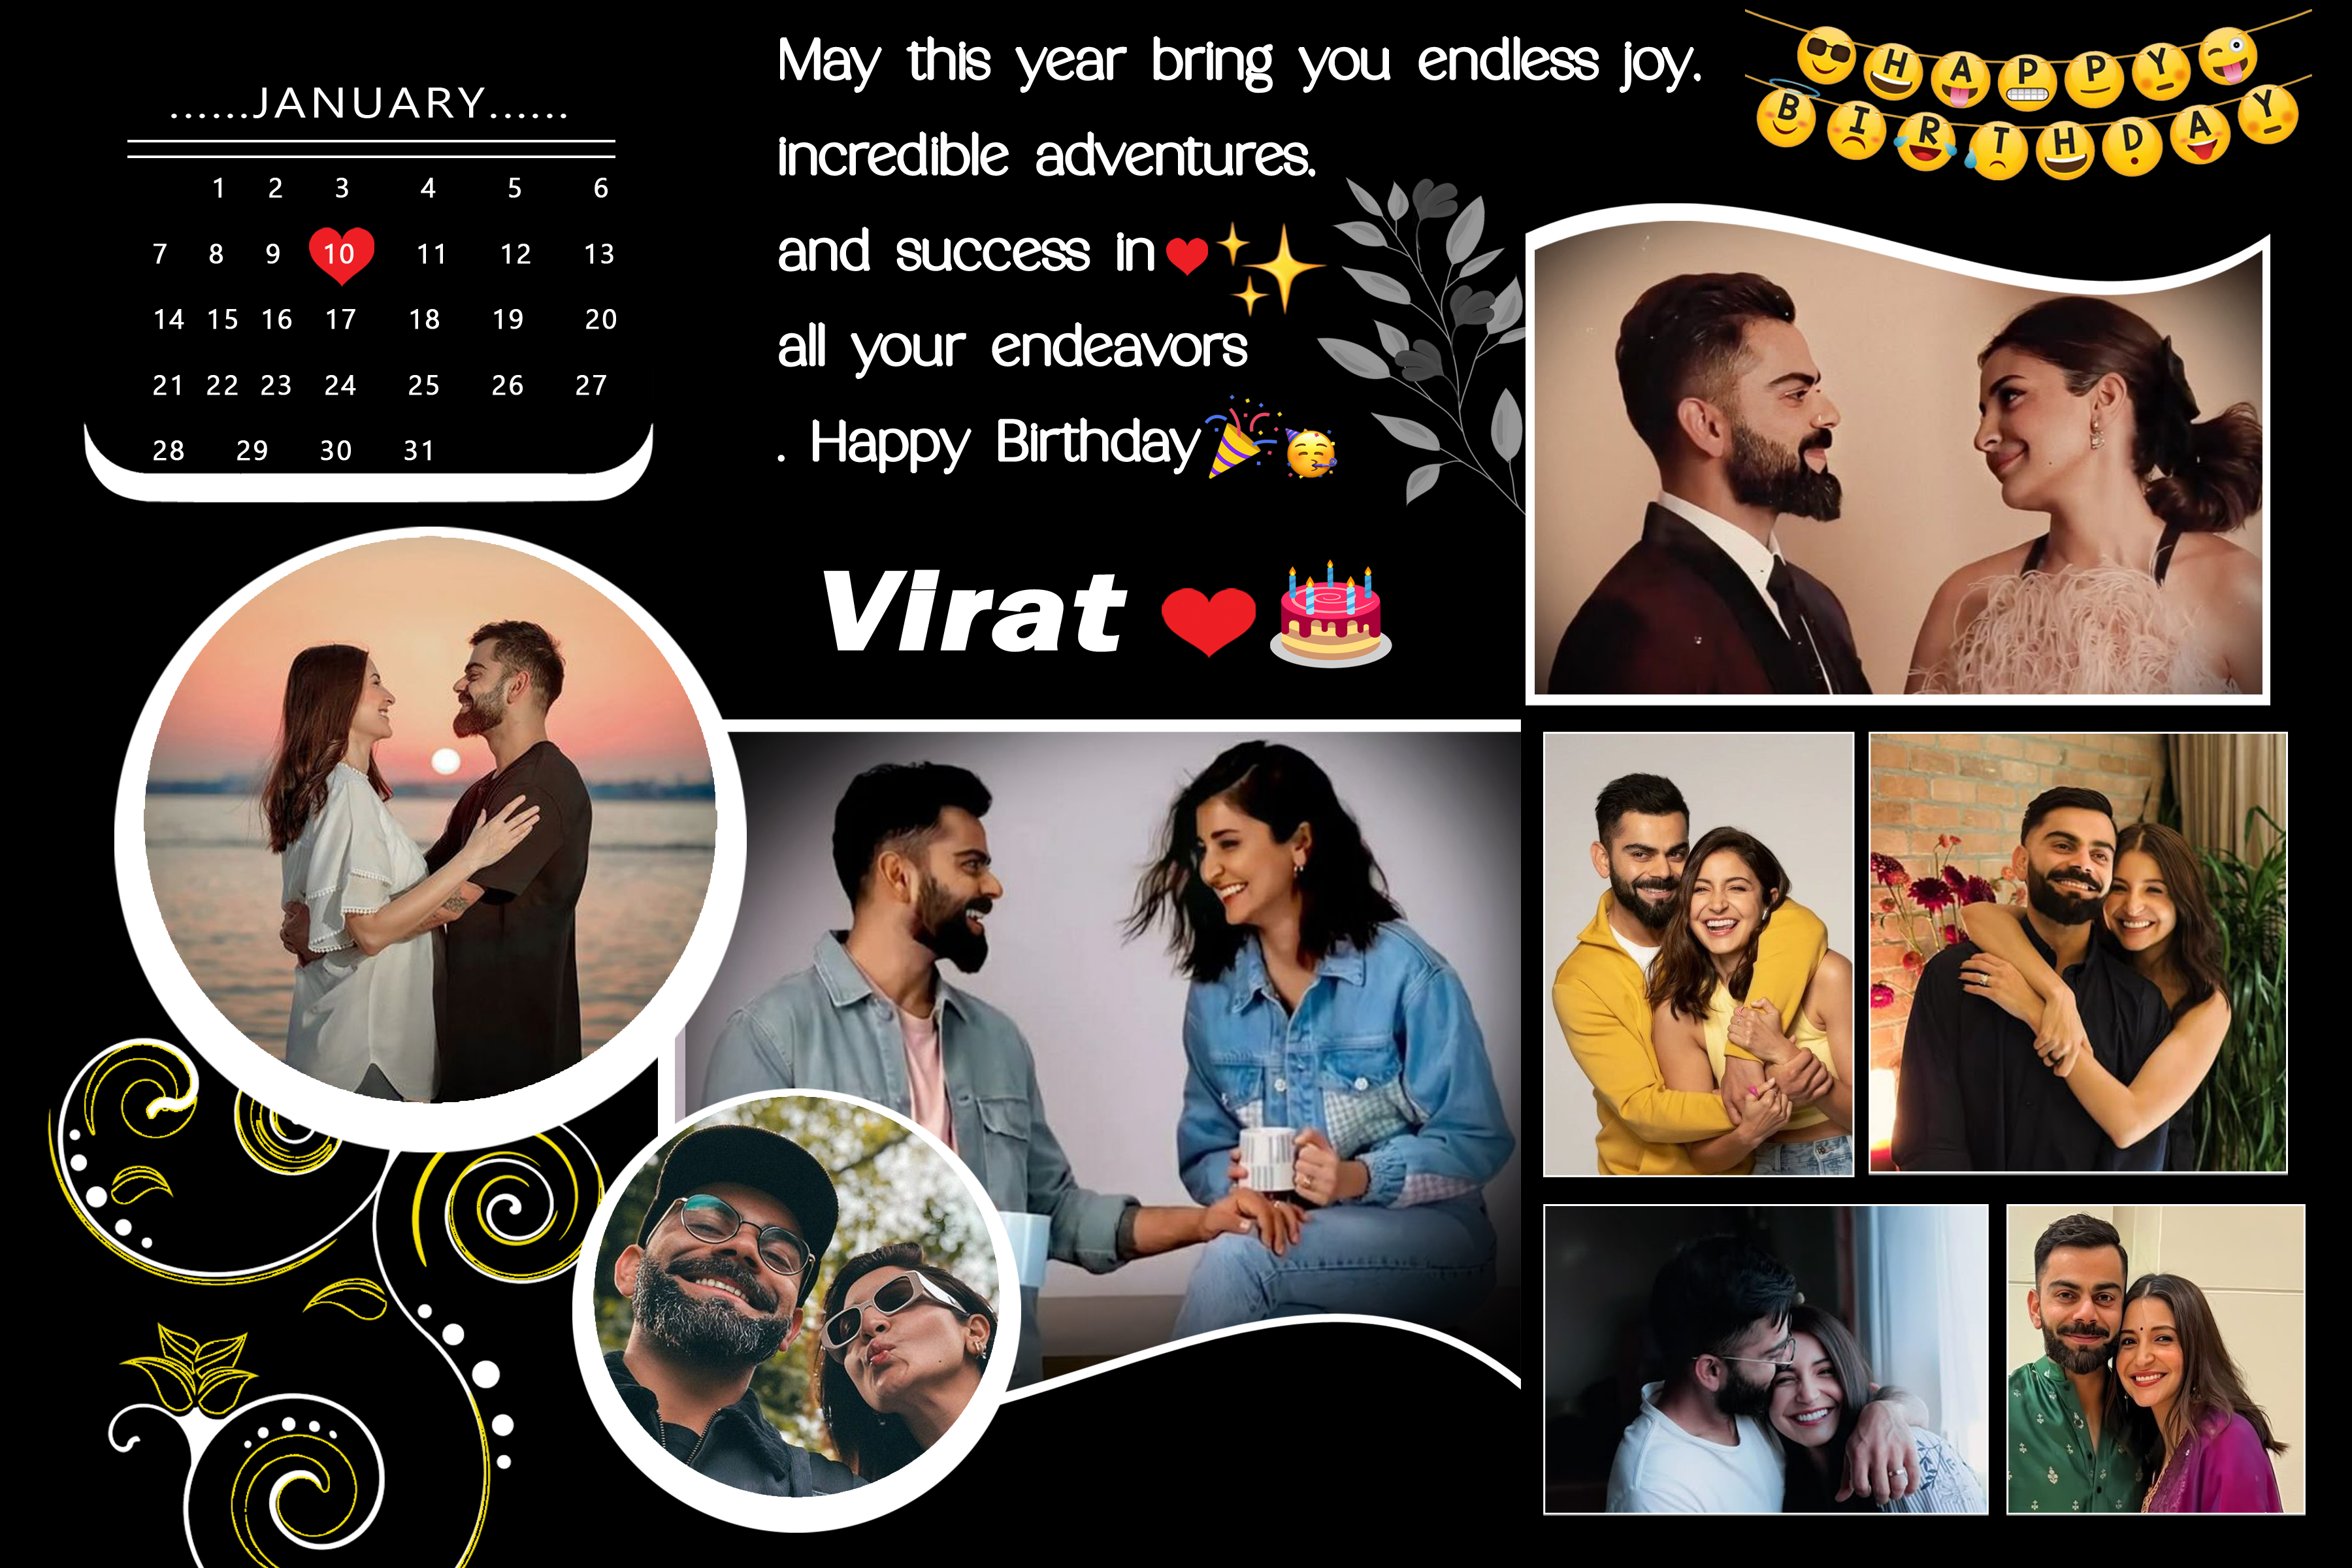 ......JANUARY......
1 2 3 4 5 6
7 8 9 10 11 12 13
14 15 16 17 18 19 20
21 22 23 24 25 26 27
28 29 30 31
May this year bring you endless joy.
incredible adventures.
and success in
all your endeavors
. Happy Birthday
Virat
HAPPY
BIRTHDAY